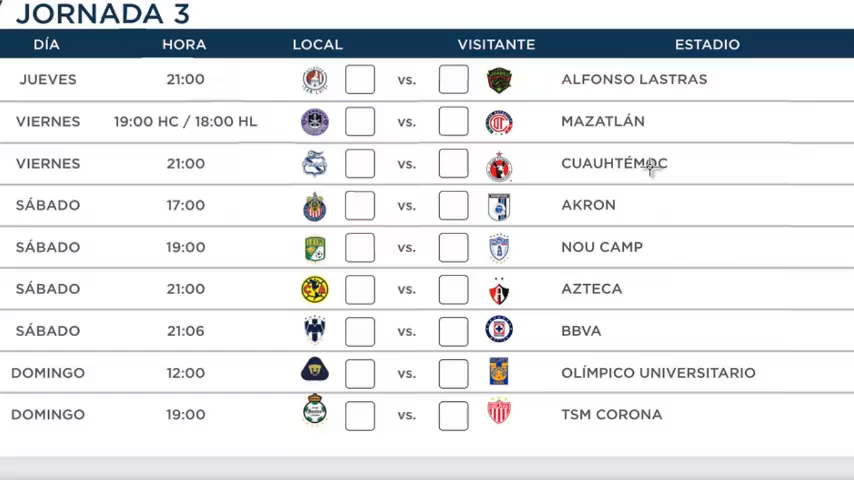 JORNADA 3
DÍA HORA LOCAL VISITANTE ESTADIO
JUEVES 21:00 vs. ALFONSO LASTRAS
VIERNES 19:00 HC / 18:00 HL vs. MAZATLÁN
VIERNES 21:00 vs. CUAUHTÉMOC
SÁBADO 17:00 vs. AKRON
SÁBADO 19:00 vs. NOU CAMP
SÁBADO 21:00 vs. AZTECA
SÁBADO 21:06 vs. BBVA
DOMINGO 12:00 vs. OLÍMPICO UNIVERSITARIO
DOMINGO 19:00 vs. TSM CORONA